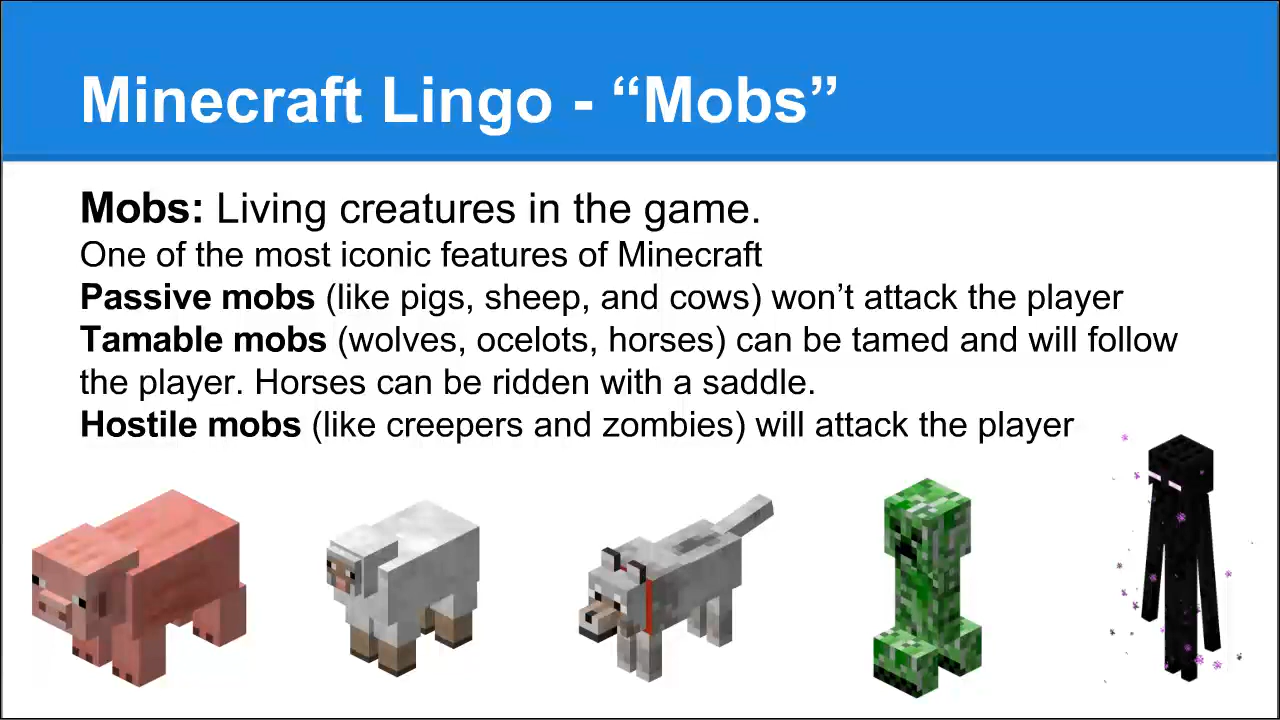 Minecraft Lingo - “Mobs”
Mobs: Living creatures in the game.
One of the most iconic features of Minecraft
Passive mobs (like pigs, sheep, and cows) won’t attack the player
Tamable mobs (wolves, ocelots, horses) can be tamed and will follow
the player. Horses can be ridden with a saddle.
Hostile mobs (like creepers and zombies) will attack the player